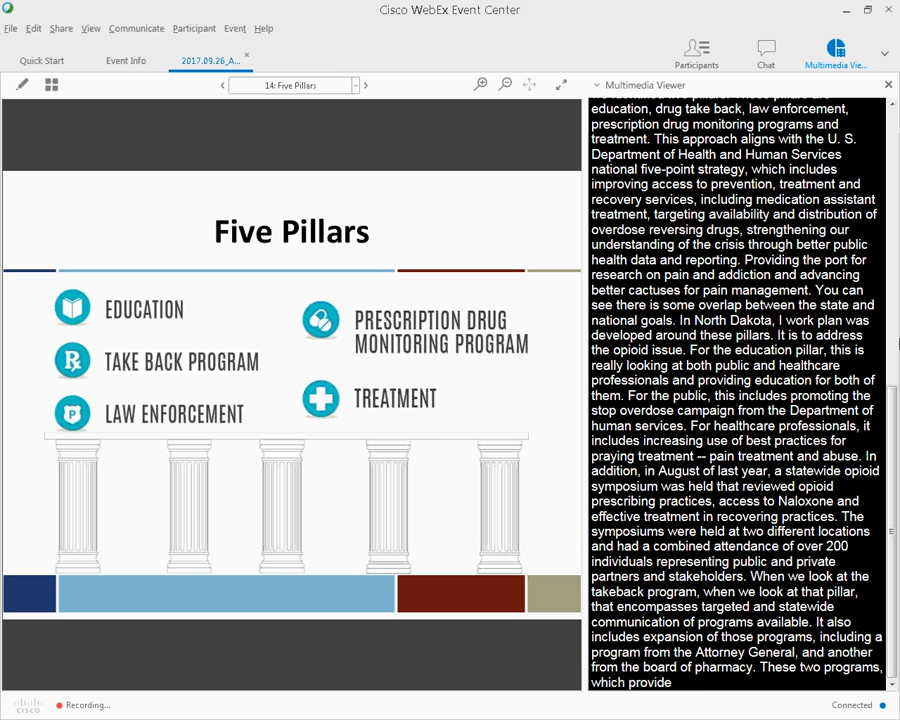 Cisco WebEx Event Center
File Edit Share View Communicate Participant Event Help
Quick Start Event Info 2017.09.26_A...
Participants Chat Multimedia Vie...
14: Five Pillars
Multimedia Viewer
Five Pillars
EDUCATION
TAKE BACK PROGRAM
LAW ENFORCEMENT
PRESCRIPTION DRUG
MONITORING PROGRAM
TREATMENT
education, drug take back, law enforcement,
prescription drug monitoring programs and
treatment. This approach aligns with the U. S.
Department of Health and Human Services
national five-point strategy, which includes
improving access to prevention, treatment and
recovery services, including medication assistant
treatment, targeting availability and distribution of
overdose reversing drugs, strengthening our
understanding of the crisis through better public
health data and reporting. Providing the port for
research on pain and addiction and advancing
better cactuses for pain management. You can
see there is some overlap between the state and
national goals. In North Dakota, I work plan was
developed around these pillars. It is to address
the opioid issue. For the education pillar, this is
really looking at both public and healthcare
professionals and providing education for both of
them. For the public, this includes promoting the
stop overdose campaign from the Department of
human services. For healthcare professionals, it
includes increasing use of best practices for
praying treatment -- pain treatment and abuse. In
addition, in August of last year, a statewide opioid
symposium was held that reviewed opioid
prescribing practices, access to Naloxone and
effective treatment in recovering practices. The
symposiums were held at two different locations
and had a combined attendance of over 200
individuals representing public and private
partners and stakeholders. When we look at the
takeback program, when we look at that pillar,
that encompasses targeted and statewide
communication of programs available. It also
includes expansion of those programs, including a
program from the Attorney General, and another
from the board of pharmacy. These two programs,
which provide
cisco
Recording...
Connected